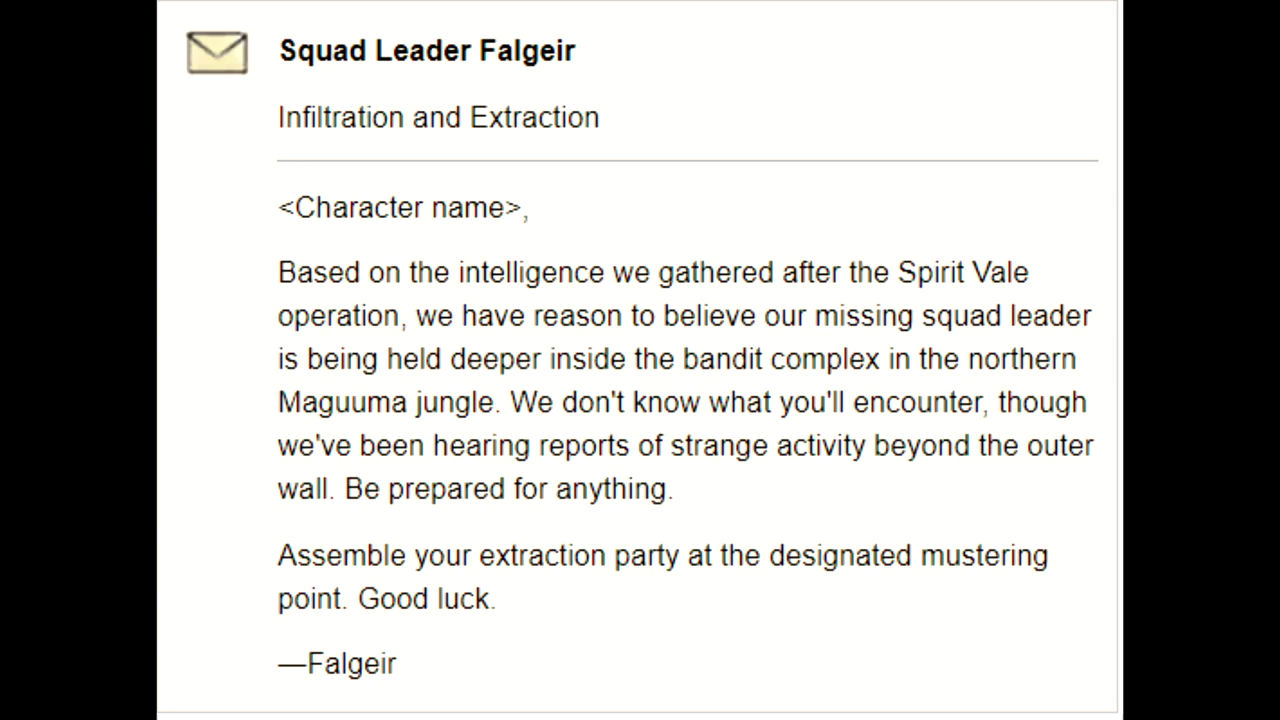 Squad Leader Falgeir
Infiltration and Extraction
<Character name>,
Based on the intelligence we gathered after the Spirit Vale
operation, we have reason to believe our missing squad leader
is being held deeper inside the bandit complex in the northern
Maguuma jungle. We don't know what you'll encounter, though
we've been hearing reports of strange activity beyond the outer
wall. Be prepared for anything.
Assemble your extraction party at the designated mustering
point. Good luck.
—Falgeir